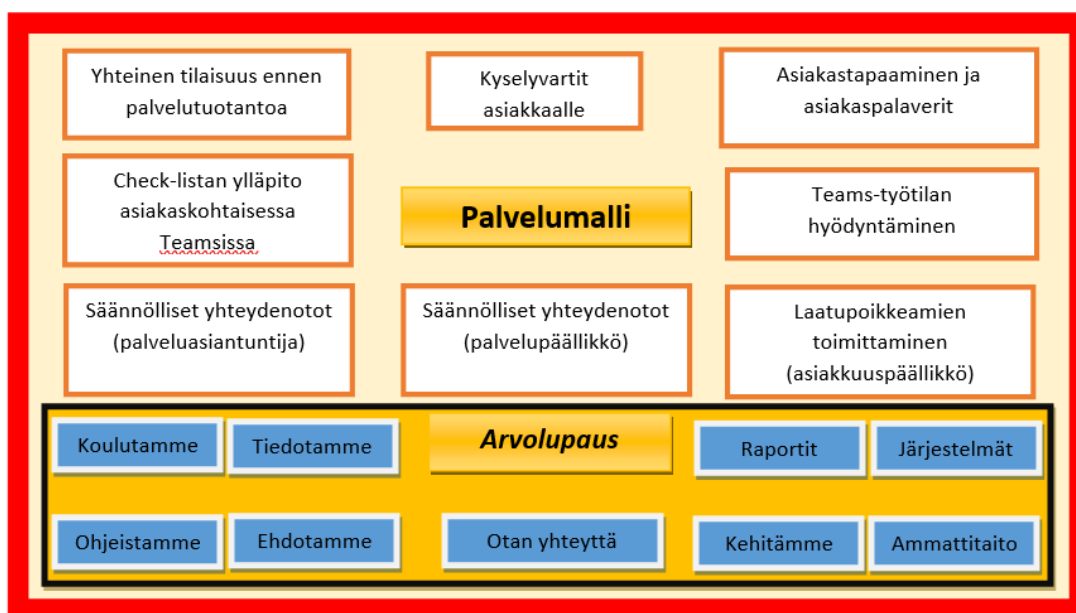 Yhteinen tilaisuus ennen
palvelutuotantoa
Kyselyvartit
asiakkaalle
Asiakastapaaminen ja
asiakaspalaverit
Check-listan ylläpito
asiakaskohtaisessa
Teamsissa
Palvelumalli
Teams-työtilan
hyödyntäminen
Säännölliset yhteydenotot
(palveluasiantuntija)
Säännölliset yhteydenotot
(palvelupäällikkö)
Laatupoikkeamien
toimittaminen
(asiakkuuspäällikkö)
Koulutamme
Tiedotamme
Arvolupaus
Raportit
Järjestelmät
Ohjeistamme
Ehdotamme
Otan yhteyttä
Kehitämme
Ammattitaito